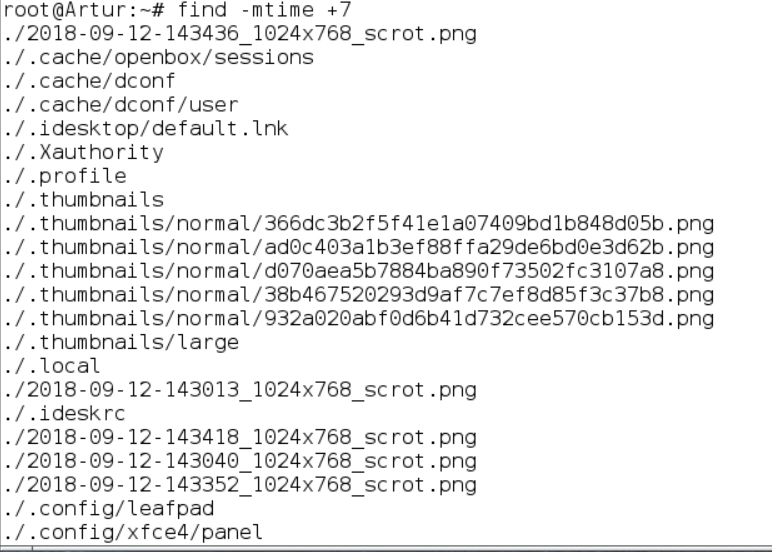 root@Artur:~# find -mtime +7
./2018-09-12-143436_1024x768_scrot.png
./.cache/openbox/sessions
./.cache/dconf
./.cache/dconf/user
./.idesktop/default.lnk
./.Xauthority
./.profile
./.thumbnails
./.thumbnails/normal/366dc3b2f5f41e1a07409bd1b848d05b.png
./.thumbnails/normal/ad0c403a1b3ef88ffa29de6bd0e3d62b.png
./.thumbnails/normal/d070aea5b7884ba890f73502fc3107a8.png
./.thumbnails/normal/38b467520293d9af7c7ef8d85f3c37b8.png
./.thumbnails/normal/932a020abf0d6b41d732cee570cb153d.png
./.thumbnails/large
./.local
./2018-09-12-143013_1024x768_scrot.png
./.ideskrc
./2018-09-12-143418_1024x768_scrot.png
./2018-09-12-143040_1024x768_scrot.png
./2018-09-12-143352_1024x768_scrot.png
./.config/leafpad
./.config/xfce4/panel